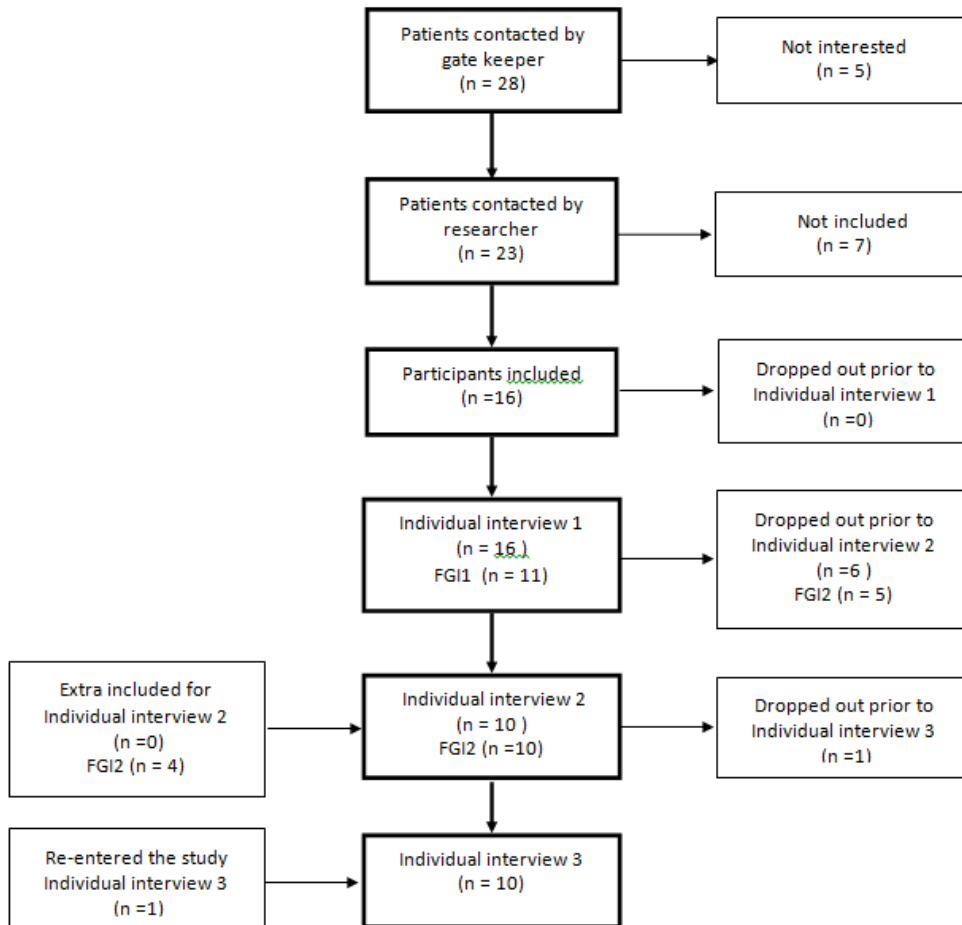 Patients contacted by
gate keeper
(n = 28)
Not interested
(n = 5)
Patients contacted by
researcher
(n = 23)
Not included
(n = 7)
Participants included
(n =16)
Dropped out prior to
Individual interview 1
(n =0)
Individual interview 1
(n = 16 )
FGI1 (n = 11)
Dropped out prior to
Individual interview 2
(n =6 )
FGI2 (n = 5)
Extra included for
Individual interview 2
(n =0)
FGI2 (n = 4)
Individual interview 2
(n = 10 )
FGI2 (n =10)
Dropped out prior to
Individual interview 3
(n =1)
Re-entered the study
Individual interview 3
(n =1)
Individual interview 3
(n = 10)